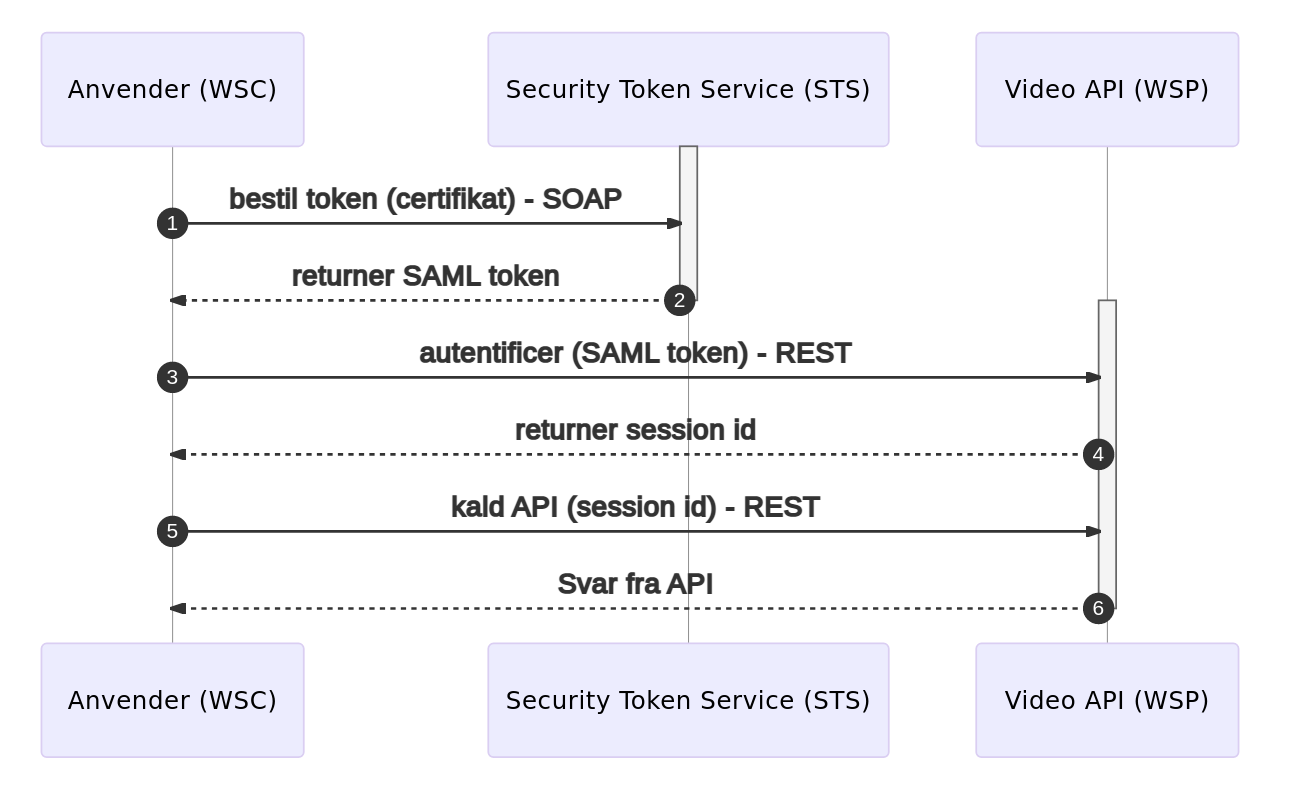 Anvender (WSC)
Security Token Service (STS)
Video API (WSP)
bestil token (certifikat) - SOAP
1
returner SAML token
2
autentificer (SAML token) - REST
3
returner session id
4
kald API (session id) - REST
5
Svar fra API
6
Anvender (WSC)
Security Token Service (STS)
Video API (WSP)